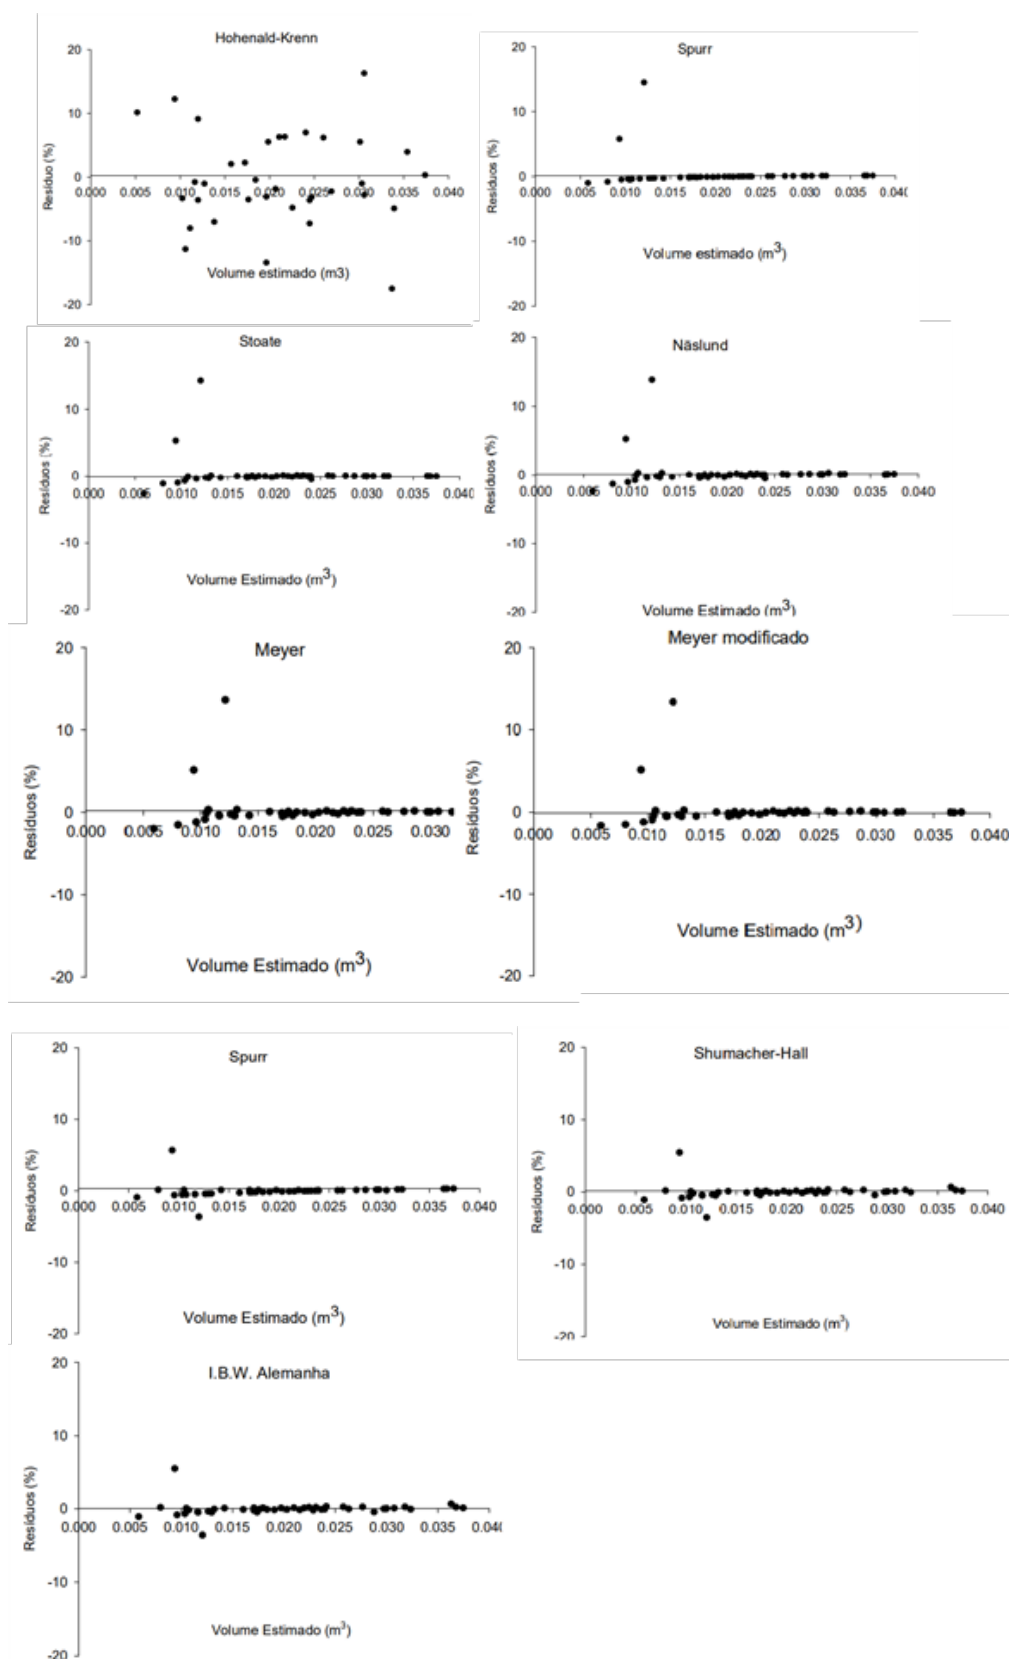 Hohenald-Krenn
20
10
0
-10
-20
0.000 0.005 0.010 0.015 0.020 0.025 0.030 0.035 0.040
Resíduo (%)
Volume estimado (m3)
Spurr
20
10
0
-10
-20
0.000 0.005 0.010 0.015 0.020 0.025 0.030 0.035
Resíduos (%)
Volume estimado (m3)
Stoate
20
10
0
-10
-20
0.000 0.005 0.010 0.015 0.020 0.025 0.030 0.035 0.040
Resíduos (%)
Volume Estimado (m3)
Näslund
20
10
0
-10
-20
0.000 0.005 0.010 0.015 0.020 0.025 0.030 0.035 0.040
Resíduos (%)
Volume Estimado (m3)
Meyer
20
10
0
-10
-20
0.000 0.005 0.010 0.015 0.020 0.025 0.030
Resíduos (%)
Volume Estimado (m3)
Meyer modificado
20
10
0
-10
-20
0.000 0.005 0.010 0.015 0.020 0.025 0.030 0.035 0.040
Resíduos (%)
Volume Estimado (m3)
Spurr
20
10
0
-10
-20
0.000 0.005 0.010 0.015 0.020 0.025 0.030 0.035 0.040
Resíduos (%)
Volume Estimado (m3)
Shumacher-Hall
20
10
0
-10
-20
0.000 0.005 0.010 0.015 0.020 0.025 0.030 0.035 0.040
Resíduos (%)
Volume Estimado (m³)
I.B.W. Alemanha
20
10
0
-10
-20
0.000 0.005 0.010 0.015 0.020 0.025 0.030 0.035
Resíduos (%)
Volume Estimado (m³)